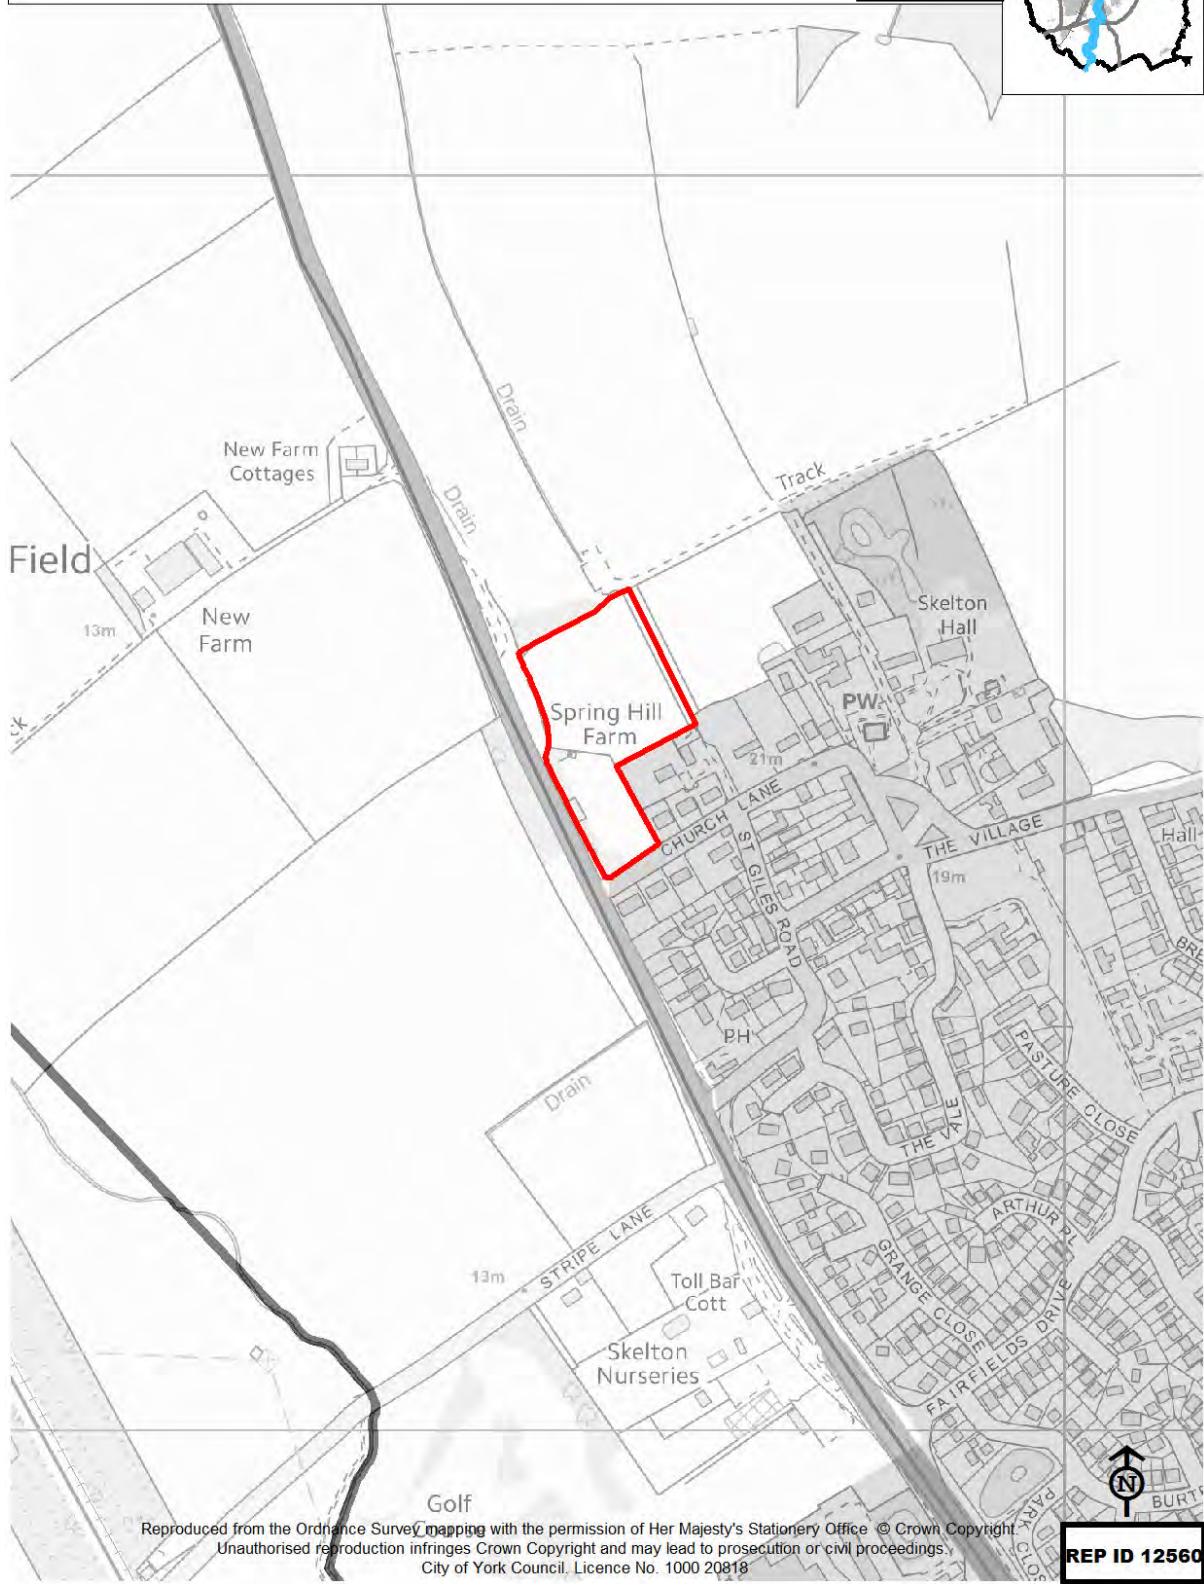 Drain
New Farm
Cottages
Track
Drain
Field
Skelton
Hall
New
Farm
13m
Spring Hill
Farm
PW
21m
CHURCH LANE
THE VILLAGE
Hall
ST GILES ROAD
19m
PH
PASTURE CLOSE
Drain
THE VALE
ARTHUR PL
STRIPE LANE
GRANGE CLOSE
13m
Toll Bar
Cott
FAIRFIELDS DRIVE
Skelton
Nurseries
N
Golf
Reproduced from the Ordnance Survey mapping with the permission of Her Majesty's Stationery Office © Crown Copyright.
Unauthorised reproduction infringes Crown Copyright and may lead to prosecution or civil proceedings.
City of York Council. Licence No. 1000 20818
REP ID 12560